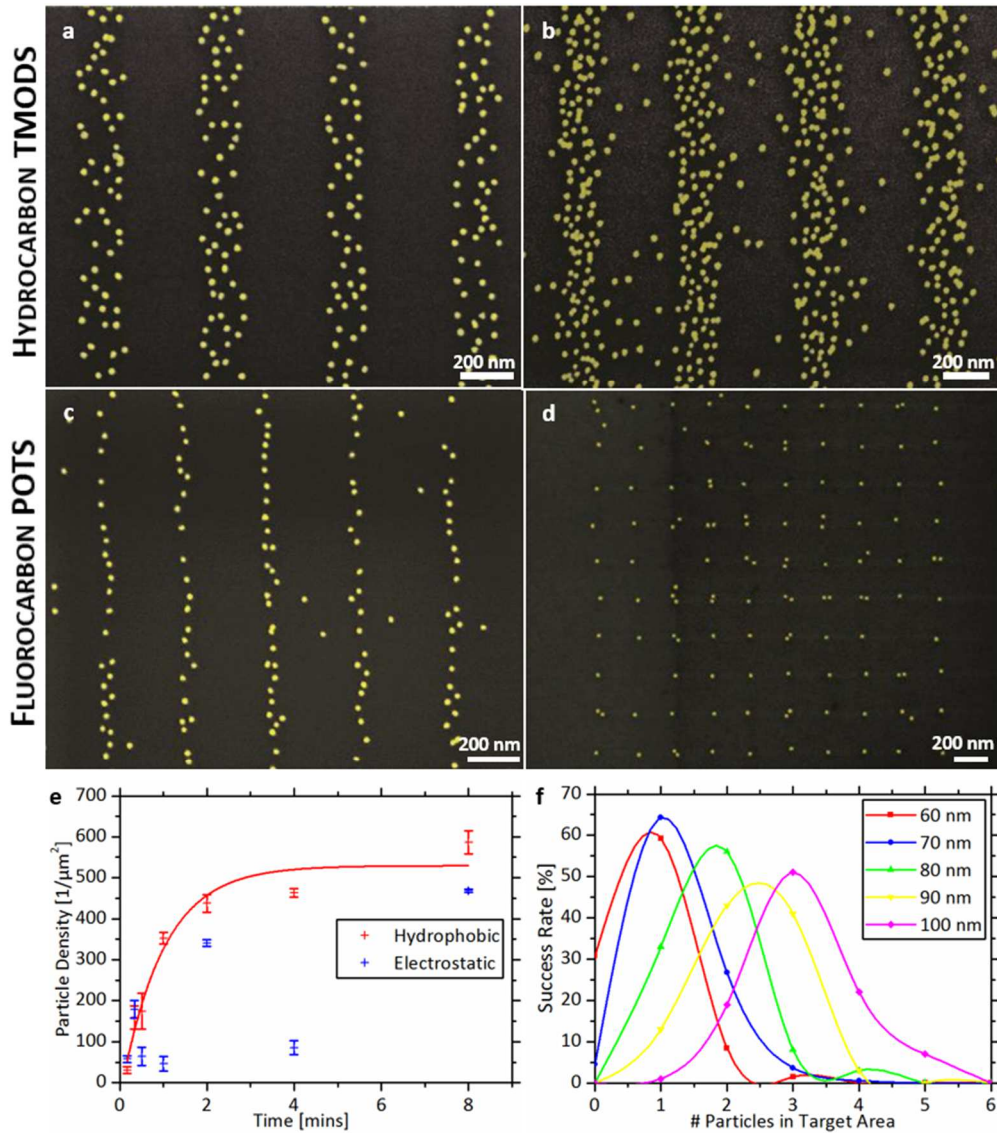 HYDROCARBON TMODS
a
b
200 nm
200 nm
FLUROCARBON POTS
c
d
200 nm
200 nm
e
700
600
500
400
300
200
100
0
Particle Density [1/µm²]
Hydrophobic
Electrostatic
0
2
4
6
8
Time [mins]
f
70
60
50
40
30
20
10
0
Success Rate [%]
60 nm
70 nm
80 nm
90 nm
100 nm
0
1
2
3
4
5
6
# Particles in Target Area